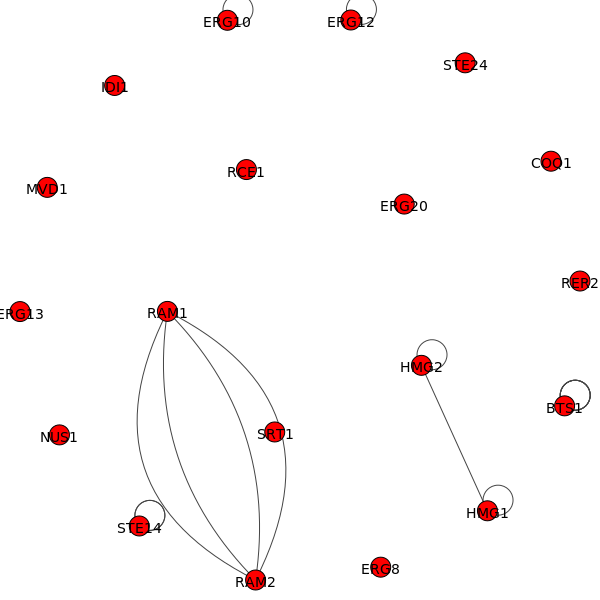 ERG10
ERG12
STE24
IDI1
COQ1
RCE1
MVD1
ERG20
RER2
ERG13
RAM1
HMG2
BTS1
SRT1
NUS1
HMG1
STE14
ERG8
RAM2